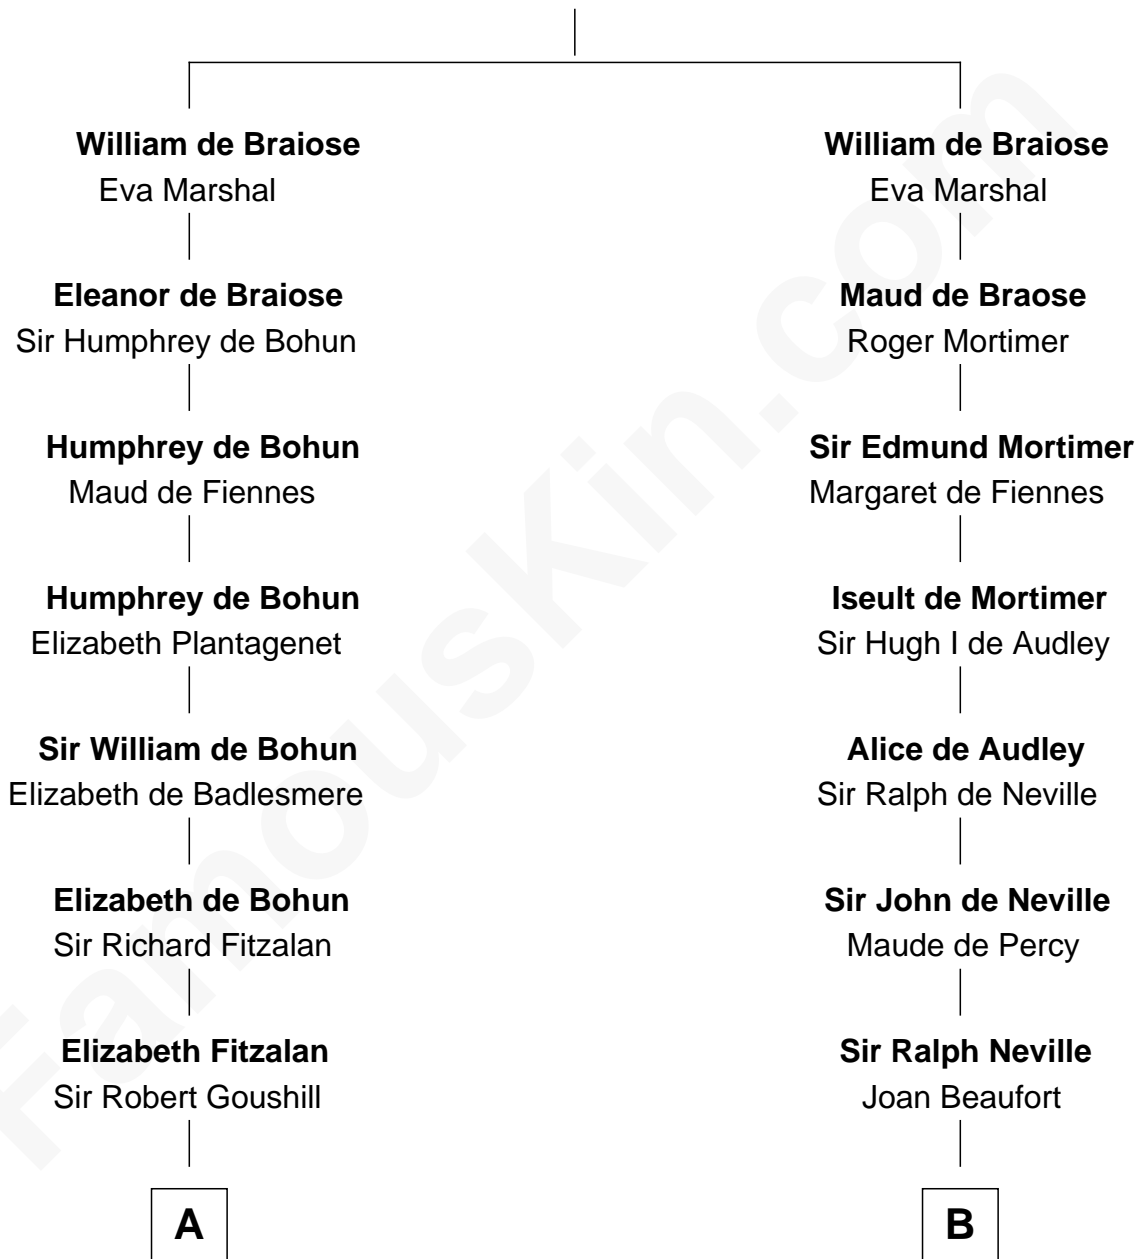 William de Braiose
Eva Marshal
Eleanor de Braiose
Sir Humphrey de Bohun
Humphrey de Bohun
Maud de Fiennes
Humphrey de Bohun
Elizabeth Plantagenet
Sir William de Bohun
Elizabeth de Badlesmere
Elizabeth de Bohun
Sir Richard Fitzalan
Elizabeth Fitzalan
Sir Robert Goushill
A
William de Braiose
Eva Marshal
Maud de Braose
Roger Mortimer
Sir Edmund Mortimer
Margaret de Fiennes
Iseult de Mortimer
Sir Hugh I de Audley
Alice de Audley
Sir Ralph de Neville
Sir John de Neville
Maude de Percy
Sir Ralph Neville
Joan Beaufort
B
FamousKin.com